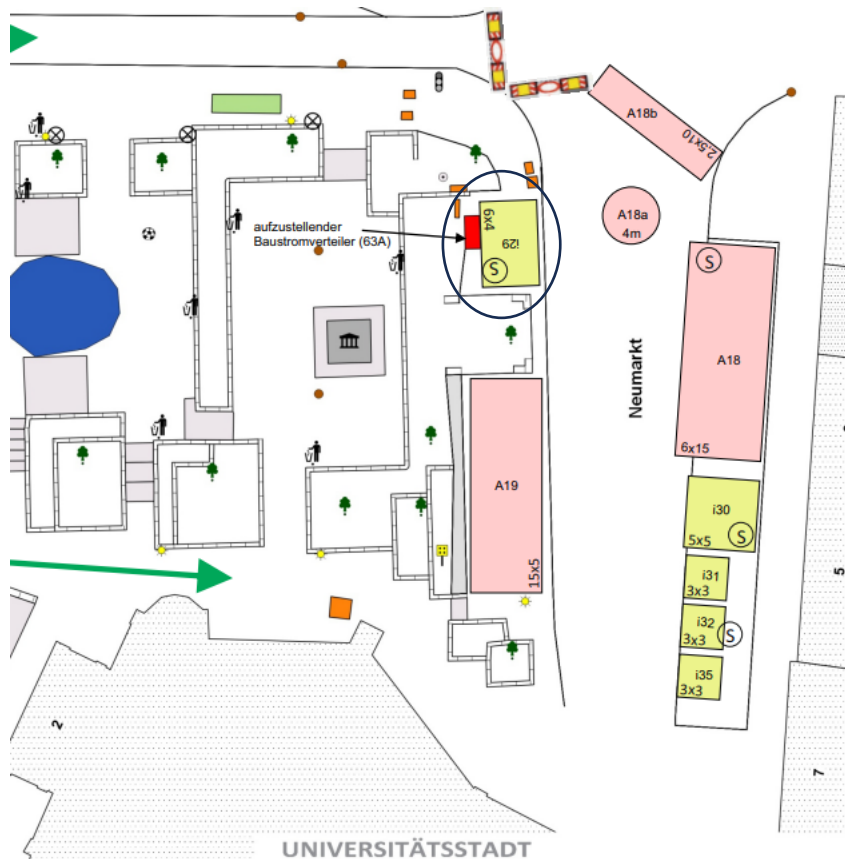 A18b
2,5x10
A18a
4m
aufzustellender
Baustromverteiler (63A)
6x4
i29
S
S
Neumarkt
A18
6x15
A19
15x5
i30
5x5
S
i31
3x3
i32
3x3
S
i35
3x3
5
7
2
UNIVERSITÄTSSTADT